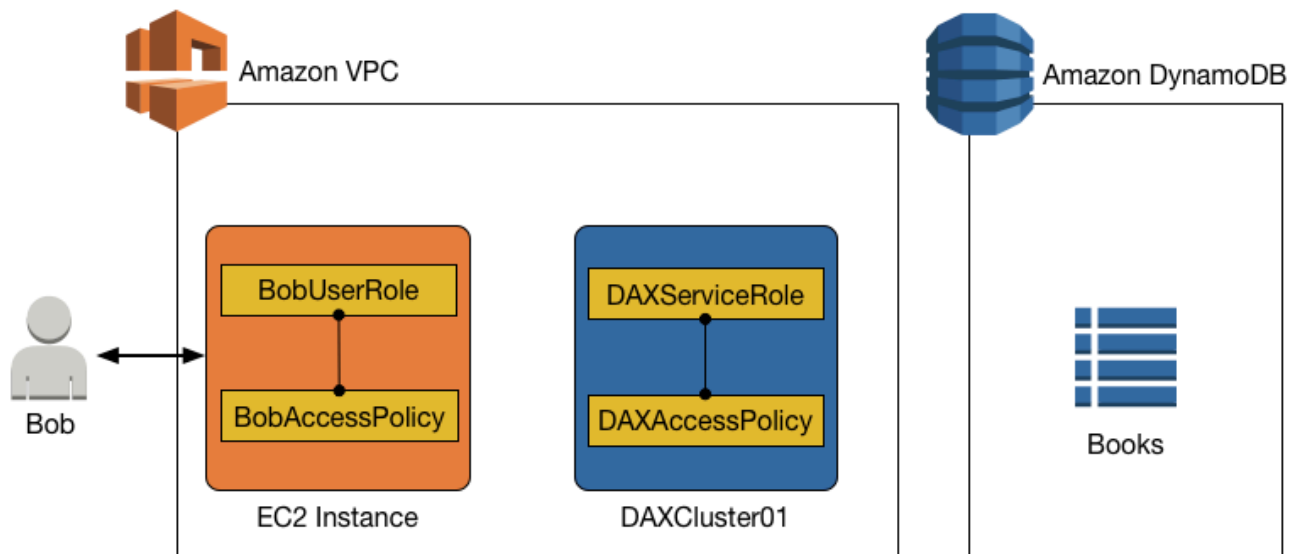 Amazon VPC
Amazon DynamoDB
BobUserRole
DAXServiceRole
BobAccessPolicy
DAXAccessPolicy
Bob
Books
EC2 Instance
DAXCluster01